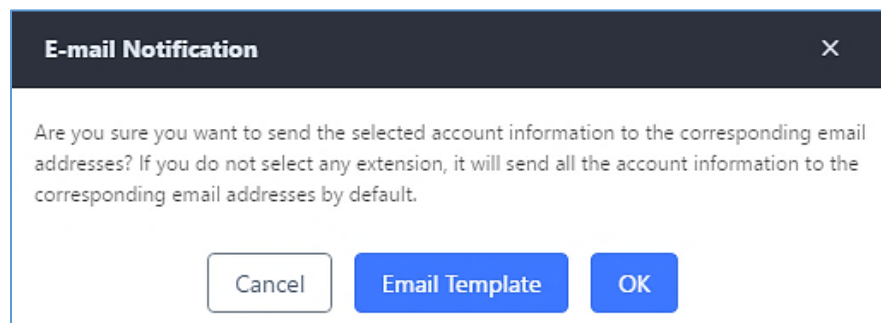 E-mail Notification ×
Are you sure you want to send the selected account information to the corresponding email
addresses? If you do not select any extension, it will send all the account information to the
corresponding email addresses by default.
Cancel Email Template OK